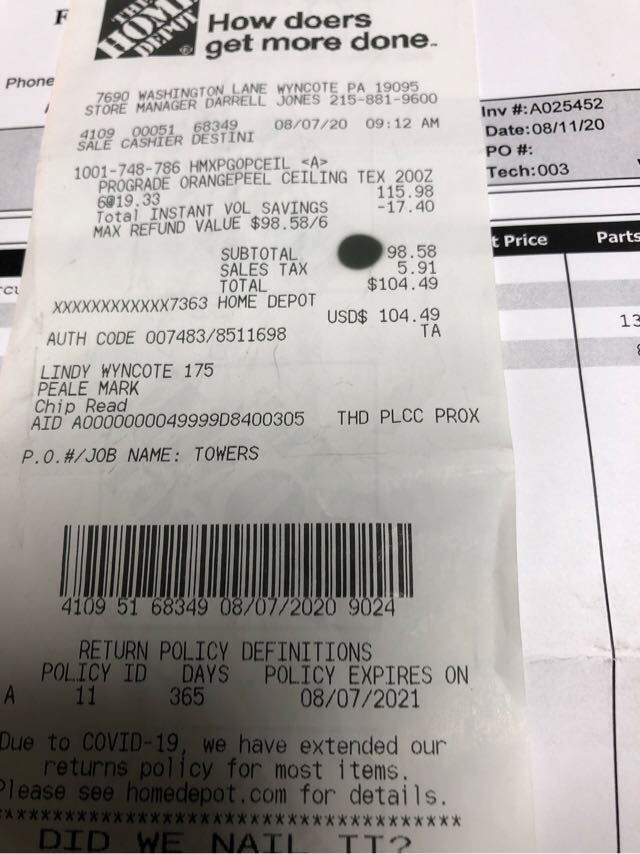 THE
HOME
DEPOT
How doers
get more done.
7690 WASHINGTON LANE WYNCOTE PA 19095
STORE MANAGER DARRELL JONES 215-881-9600
4109 00051 68349 08/07/20 09:12 AM
SALE CASHIER DESTINI
1001-748-786 HMXPGOPCEIL <A>
PROGRADE ORANGEPEEL CEILING TEX 20OZ
6@19.33 115.98
Total INSTANT VOL SAVINGS -17.40
MAX REFUND VALUE $98.58/6
SUBTOTAL 98.58
SALES TAX 5.91
TOTAL $104.49
XXXXXXXXXXXX7363 HOME DEPOT
USD$ 104.49
AUTH CODE 007483/8511698 TA
LINDY WYNCOTE 175
PEALE MARK
Chip Read
AID A0000000049999D8400305 THD PLCC PROX
P.O.#/JOB NAME: TOWERS
4109 51 68349 08/07/2020 9024
RETURN POLICY DEFINITIONS
POLICY ID DAYS POLICY EXPIRES ON
A 11 365 08/07/2021
Due to COVID-19, we have extended our
returns policy for most items.
Please see homedepot.com for details.
***************************************
DID WE NAIL IT?
Phone
Inv #:A025452
Date:08/11/20
PO #:
Tech:003
t Price Parts
13